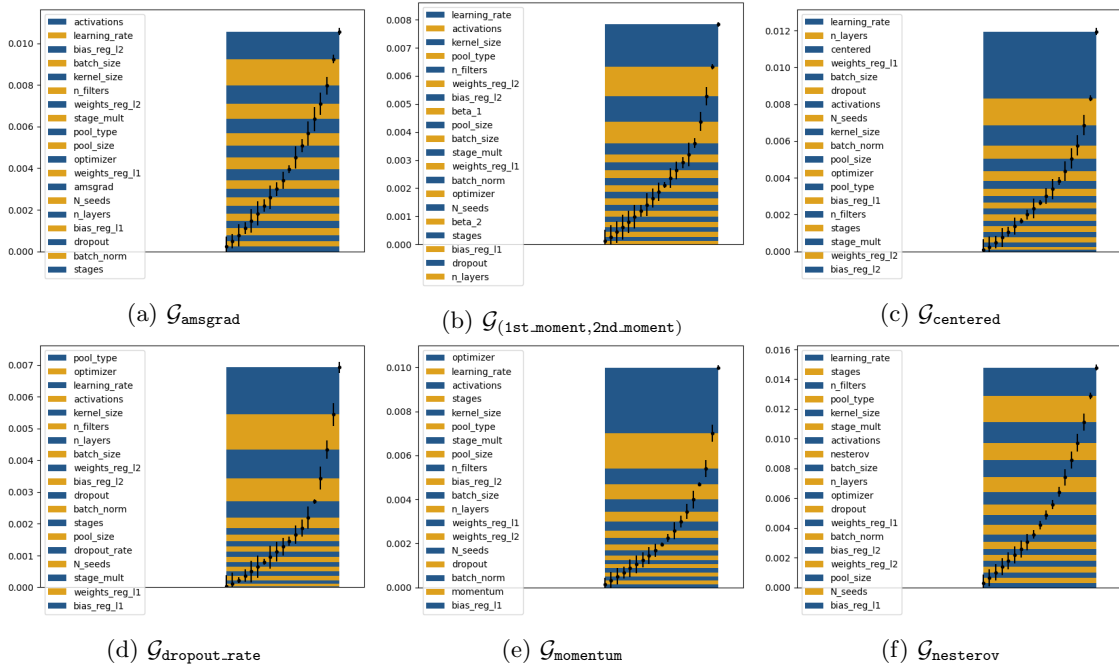 activations
learning_rate
bias_reg_l2
batch_size
kernel_size
n_filters
weights_reg_l2
stage_mult
pool_type
pool_size
optimizer
weights_reg_l1
amsgrad
N_seeds
n_layers
bias_reg_l1
dropout
batch_norm
stages
0.010
0.008
0.006
0.004
0.002
0.000
(a) 𝒢amsgrad
learning_rate
activations
kernel_size
pool_type
n_filters
weights_reg_l2
bias_reg_l2
beta_1
pool_size
batch_size
stage_mult
weights_reg_l1
batch_norm
optimizer
N_seeds
beta_2
stages
bias_reg_l1
dropout
n_layers
0.008
0.007
0.006
0.005
0.004
0.003
0.002
0.001
0.000
(b) 𝒢(1st_moment,2nd_moment)
learning_rate
n_layers
centered
weights_reg_l1
batch_size
dropout
activations
N_seeds
kernel_size
batch_norm
pool_size
optimizer
pool_type
bias_reg_l1
n_filters
stages
stage_mult
weights_reg_l2
bias_reg_l2
0.012
0.010
0.008
0.006
0.004
0.002
0.000
(c) 𝒢centered
pool_type
optimizer
learning_rate
activations
kernel_size
n_filters
n_layers
batch_size
weights_reg_l2
bias_reg_l2
dropout
batch_norm
stages
pool_size
dropout_rate
N_seeds
stage_mult
weights_reg_l1
bias_reg_l1
0.007
0.006
0.005
0.004
0.003
0.002
0.001
0.000
(d) 𝒢dropout_rate
optimizer
learning_rate
activations
stages
kernel_size
pool_type
stage_mult
pool_size
n_filters
bias_reg_l2
batch_size
n_layers
weights_reg_l1
weights_reg_l2
N_seeds
dropout
batch_norm
momentum
bias_reg_l1
0.010
0.008
0.006
0.004
0.002
0.000
(e) 𝒢momentum
learning_rate
stages
n_filters
pool_type
kernel_size
stage_mult
activations
nesterov
batch_size
n_layers
optimizer
dropout
weights_reg_l1
batch_norm
bias_reg_l2
weights_reg_l2
pool_size
N_seeds
bias_reg_l1
0.016
0.014
0.012
0.010
0.008
0.006
0.004
0.002
0.000
(f) 𝒢nesterov